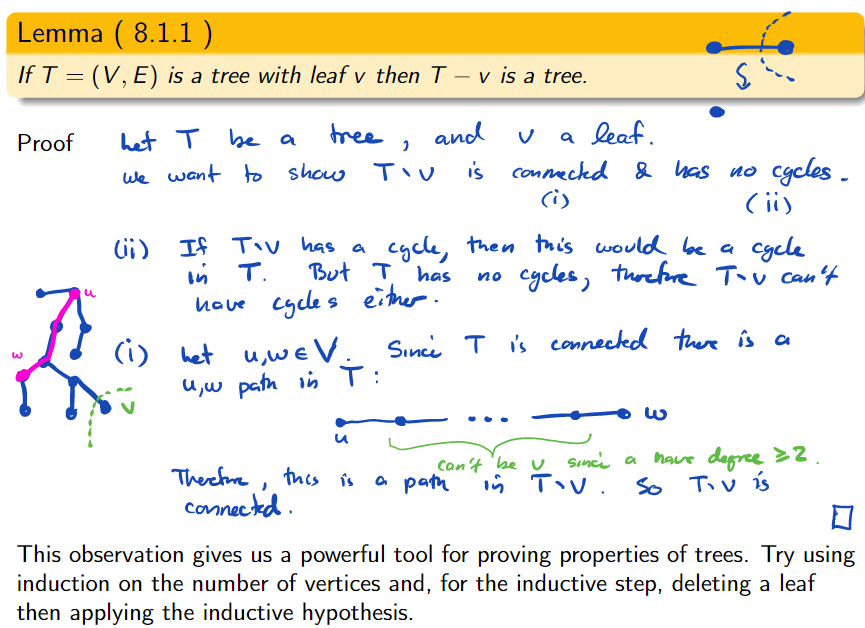 Lemma ( 8.1.1 )
If T = (V, E) is a tree with leaf v then T − v is a tree.
Proof Let T be a tree, and v a leaf.
We want to show T∖v is connected & has no cycles.
(i) (ii)
(ii) If T∖v has a cycle, then this would be a cycle
in T. But T has no cycles, therefore T∖v can't
have cycles either.
u
w
v
(i) Let u,w ∈ V. Since T is connected there is a
u,w path in T:
u ... w
can't be v since a have degree ≥2.
Therefore, this is a path in T∖v. So T∖v is
connected.
This observation gives us a powerful tool for proving properties of trees. Try using
induction on the number of vertices and, for the inductive step, deleting a leaf
then applying the inductive hypothesis.